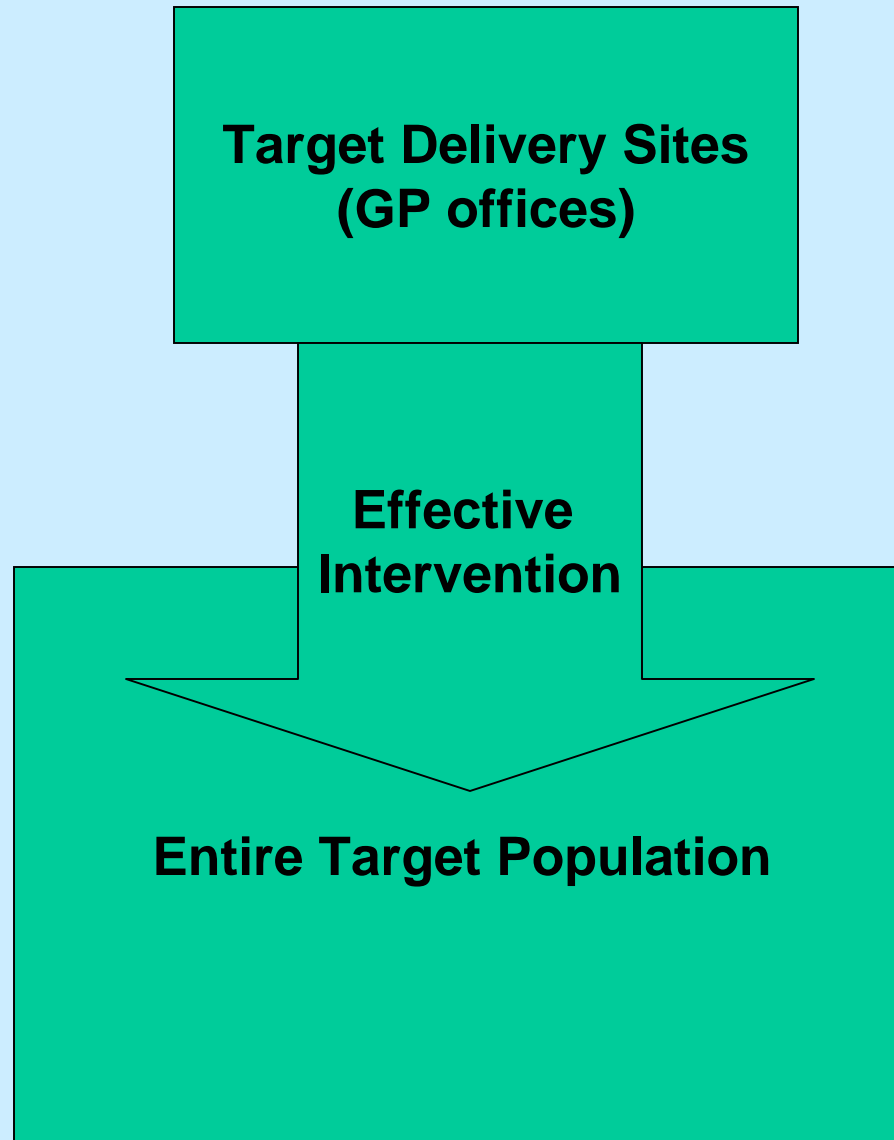 Target Delivery Sites
(GP offices)
Effective
Intervention
Entire Target Population